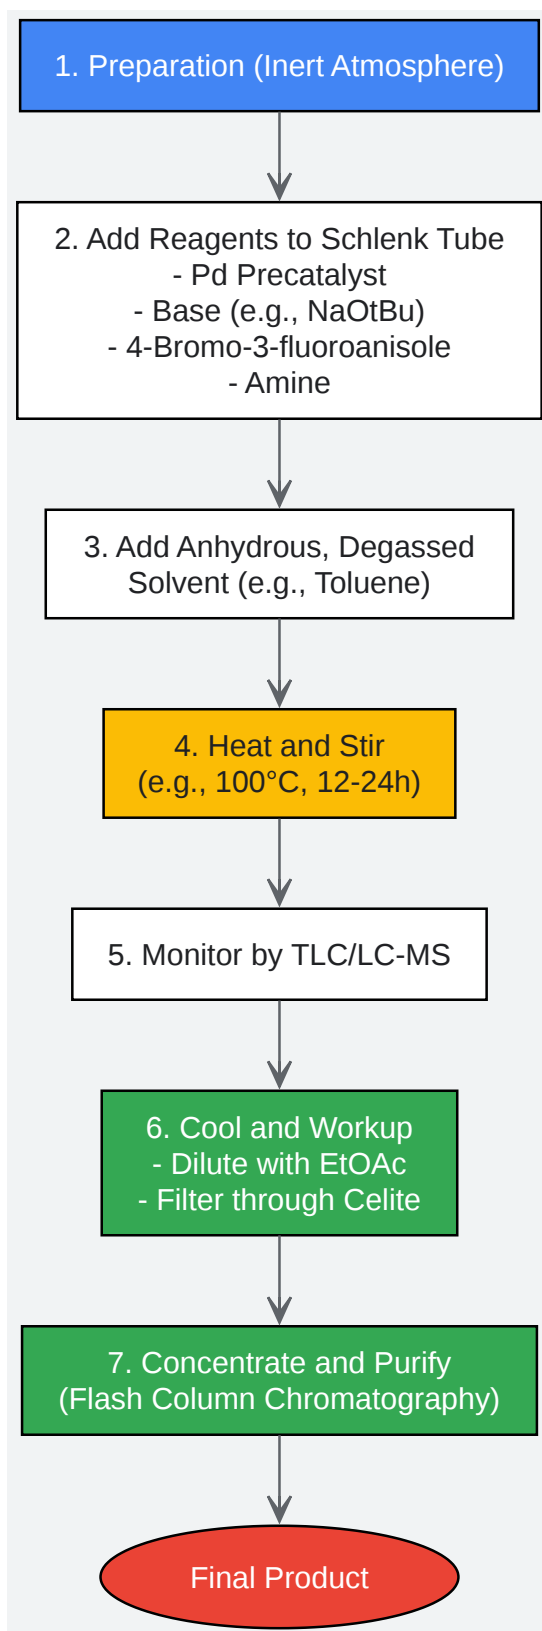 1. Preparation (Inert Atmosphere)
2. Add Reagents to Schlenk Tube
- Pd Precatalyst
- Base (e.g., NaOtBu)
- 4-Bromo-3-fluoroanisole
- Amine
3. Add Anhydrous, Degassed
Solvent (e.g., Toluene)
4. Heat and Stir
(e.g., 100°C, 12-24h)
5. Monitor by TLC/LC-MS
6. Cool and Workup
- Dilute with EtOAc
- Filter through Celite
7. Concentrate and Purify
(Flash Column Chromatography)
Final Product